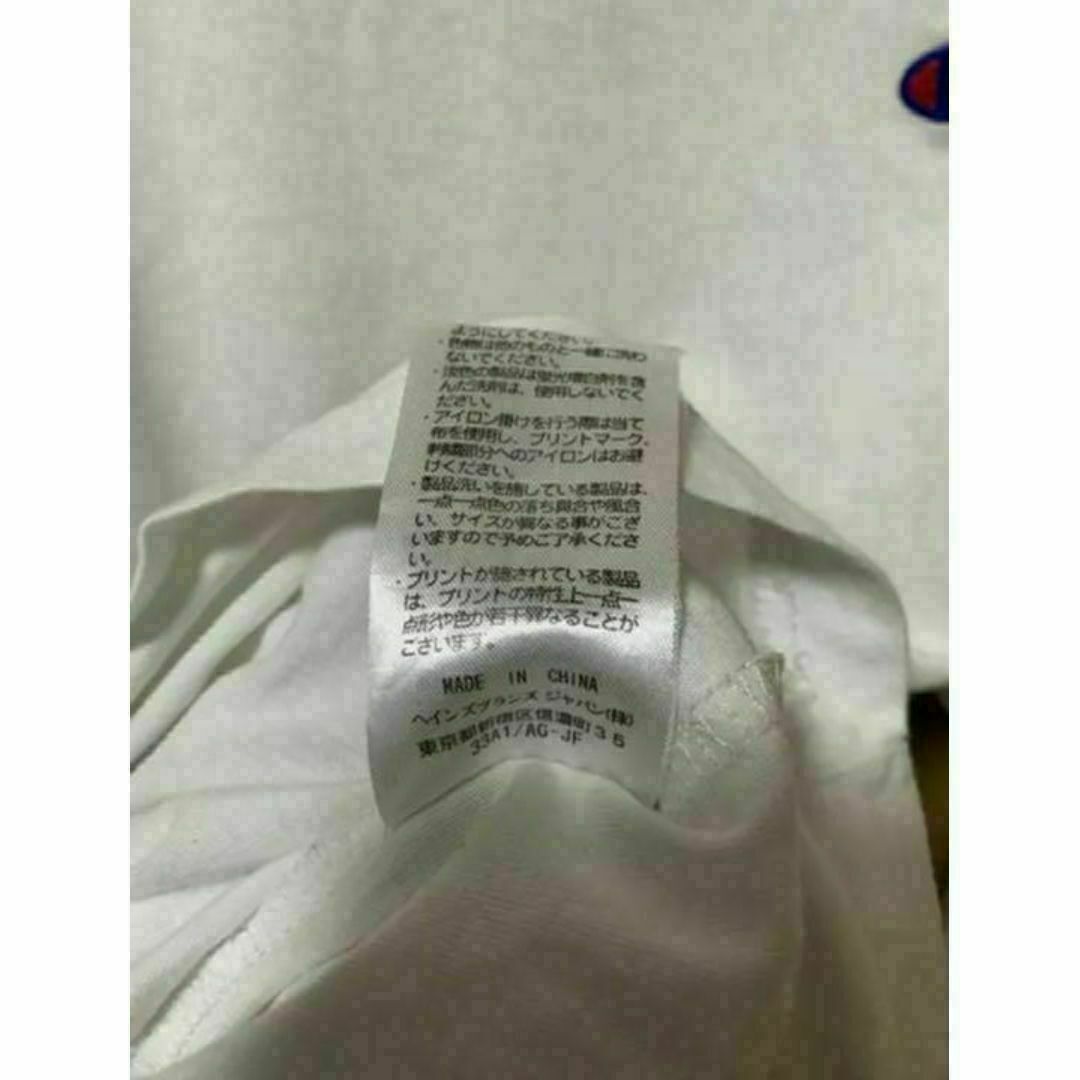 ようにしてください。
・色物は他のものと一緒に洗わ
ないでください。
・淡色の製品は蛍光増白剤を含
んだ洗剤は、使用しないでく
ださい。
・アイロン掛けを行う際は当て
布を使用し、プリントマーク、
刺繍部分へのアイロンはお避
けください。
・製品洗いを施している製品は、
一点一点色の落ち具合や風合
い、サイズが異なる事がござ
いますので予めご了承くださ
い。
・プリントが施されている製品
は、プリントの特性上一点一
点形や色が若干異なることが
ございます。
MADE IN CHINA
ヘインズブランズ ジャパン(株)
東京都新宿区信濃町35
33A1/AG-JF